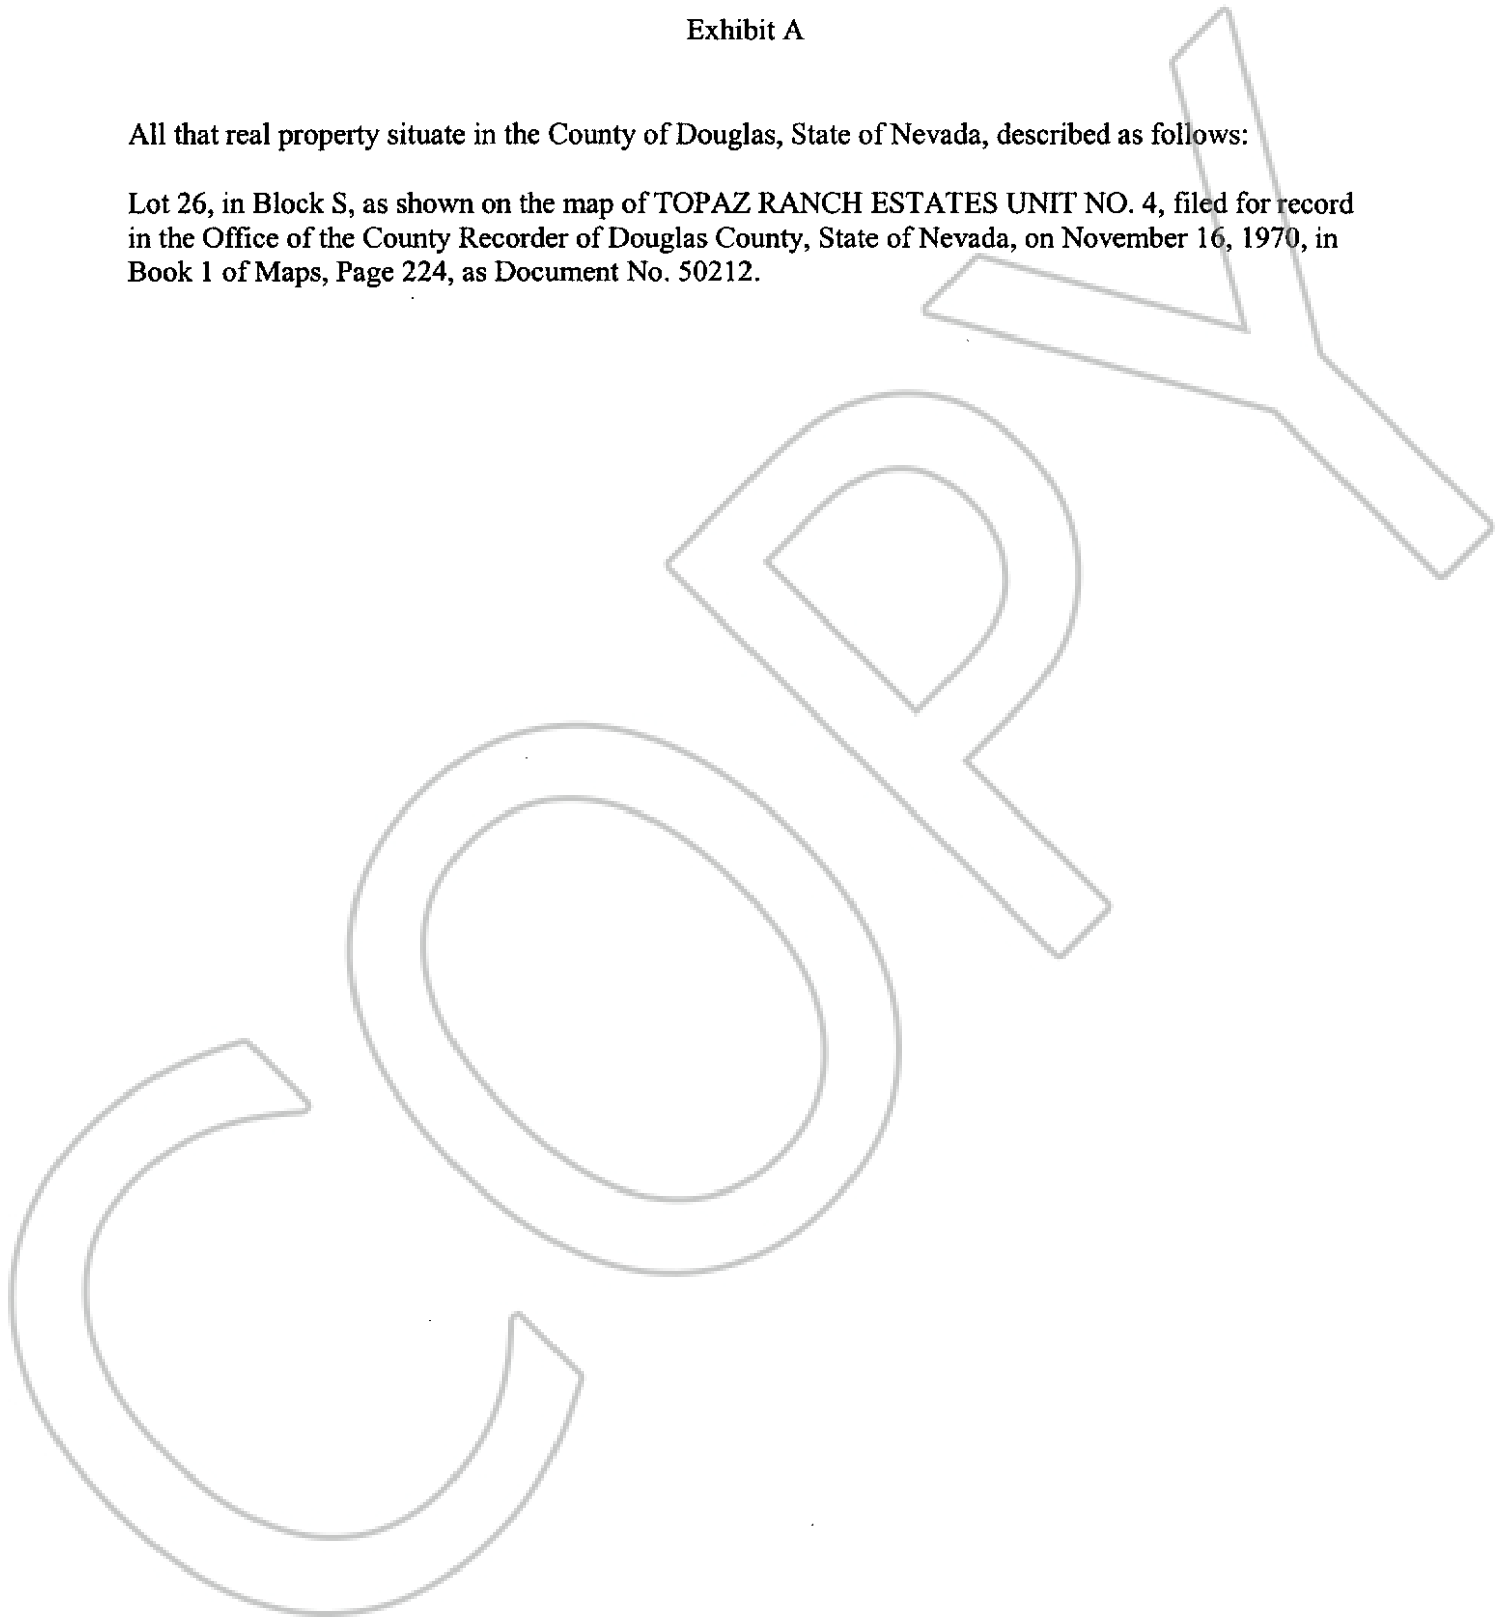 Exhibit A
All that real property situate in the County of Douglas, State of Nevada, described as follows:
Lot 26, in Block S, as shown on the map of TOPAZ RANCH ESTATES UNIT NO. 4, filed for record
in the Office of the County Recorder of Douglas County, State of Nevada, on November 16, 1970, in
Book 1 of Maps, Page 224, as Document No. 50212.
COPY